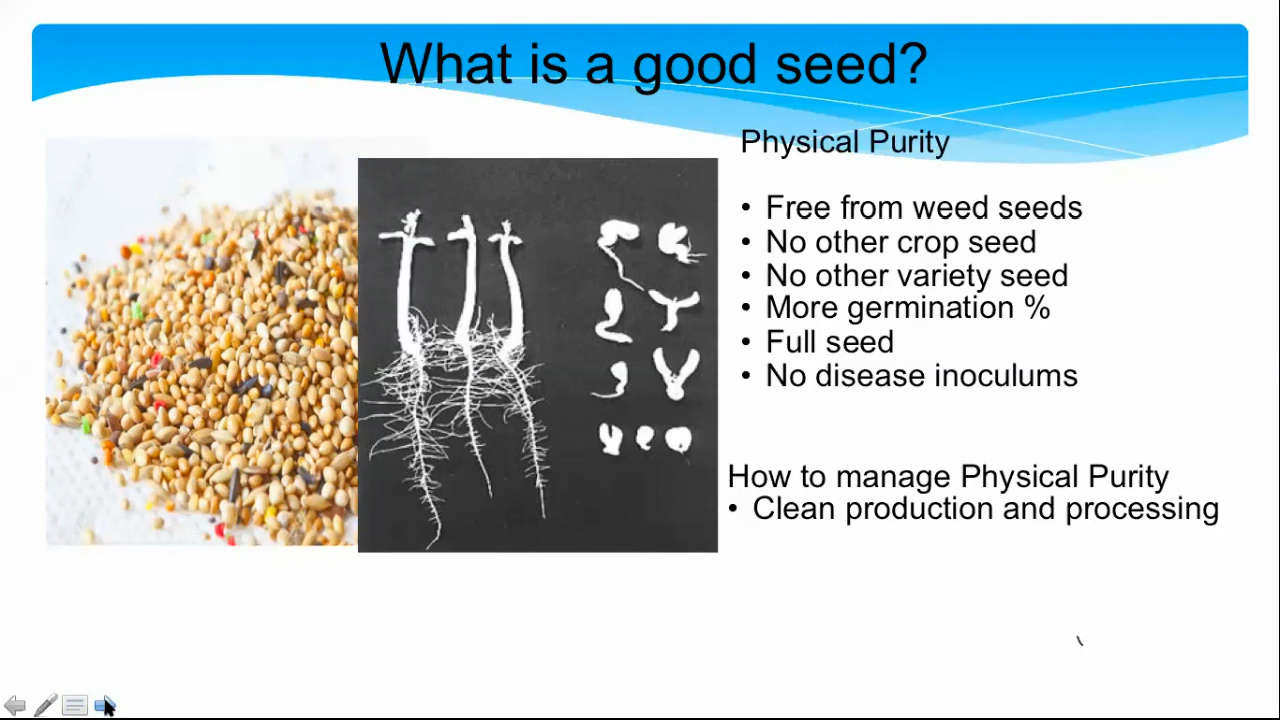 What is a good seed?
Physical Purity
• Free from weed seeds
• No other crop seed
• No other variety seed
• More germination %
• Full seed
• No disease inoculums
How to manage Physical Purity
• Clean production and processing